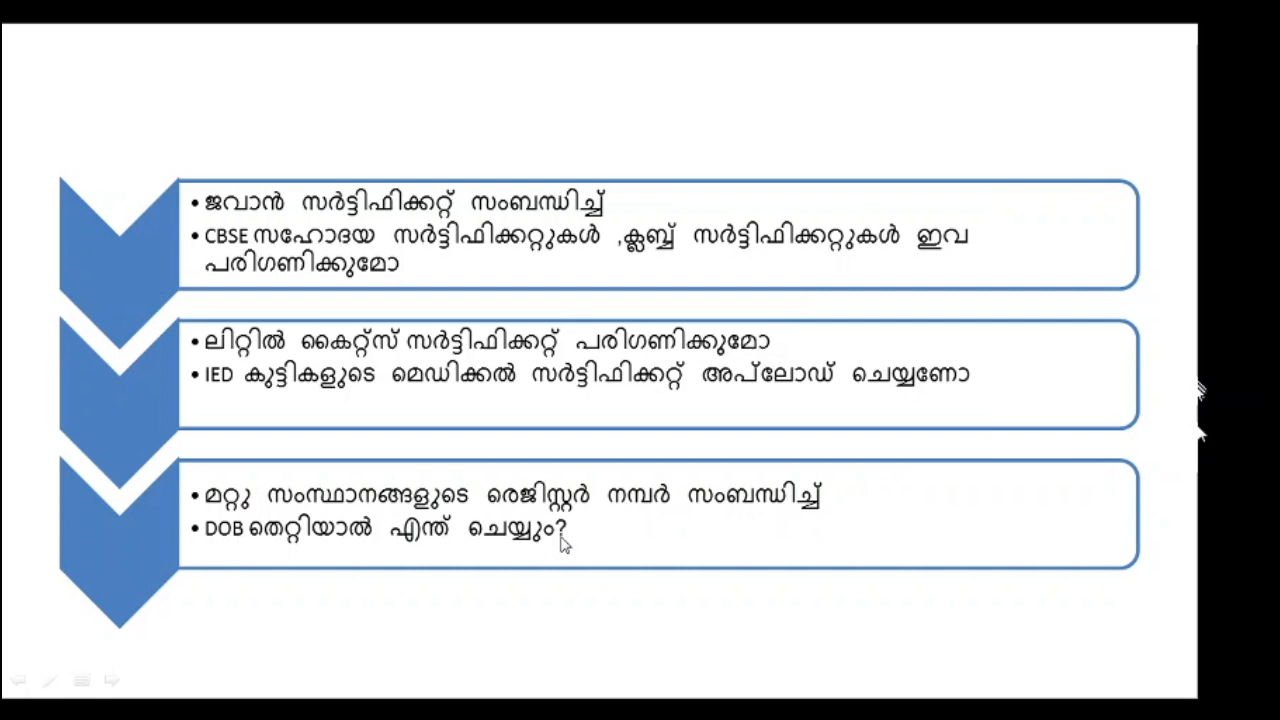 • ജവാൻ സർട്ടിഫിക്കറ്റ് സംബന്ധിച്ച്
• CBSE സഹോദയ സർട്ടിഫിക്കറ്റുകൾ ,ക്ലബ്ബ് സർട്ടിഫിക്കറ്റുകൾ ഇവ
പരിഗണിക്കുമോ
• ലിറ്റിൽ കൈറ്റ്സ് സർട്ടിഫിക്കറ്റ് പരിഗണിക്കുമോ
• IED കുട്ടികളുടെ മെഡിക്കൽ സർട്ടിഫിക്കറ്റ് അപ്‌ലോഡ് ചെയ്യണോ
• മറ്റു സംസ്ഥാനങ്ങളുടെ രെജിസ്റ്റർ നമ്പർ സംബന്ധിച്ച്
• DOB തെറ്റിയാൽ എന്ത് ചെയ്യും?